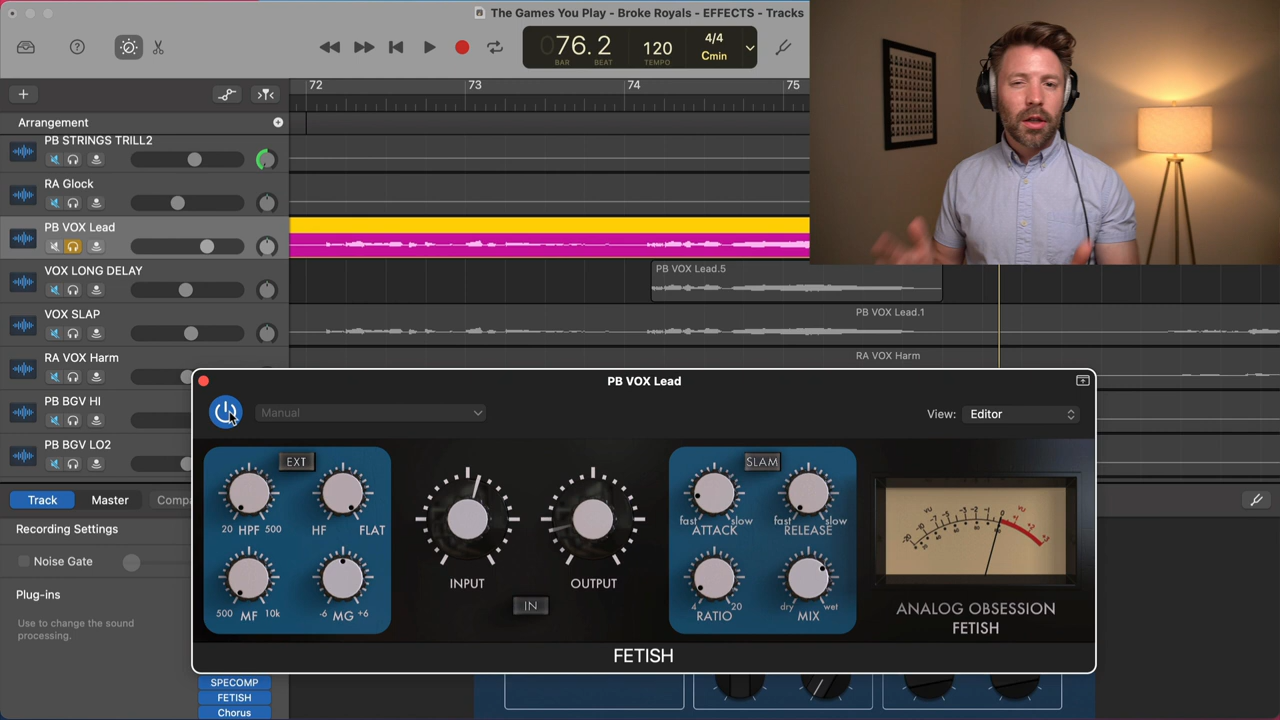 The Games You Play - Broke Royals - EFFECTS - Tracks
076.2
BAR BEAT
120
TEMPO
4/4
Cmin
72 73 74 75
Arrangement
PB STRINGS TRILL2
RA Glock
PB VOX Lead
VOX LONG DELAY
PB VOX Lead.5
VOX SLAP
PB VOX Lead.1
RA VOX Harm
RA VOX Harm
PB BGV HI
PB BGV LO2
Track Master Compa
Recording Settings
Noise Gate
Plug-ins
Use to change the sound
processing.
SPECOMP
FETISH
Chorus
PB VOX Lead
Manual
View: Editor
EXT
20 HPF 500
HF FLAT
500 MF 10k
-6 MG +6
INPUT
OUTPUT
IN
SLAM
fast slow
ATTACK
fast slow
RELEASE
4 20
RATIO
dry wet
MIX
VU
VU
ANALOG OBSESSION
FETISH
FETISH